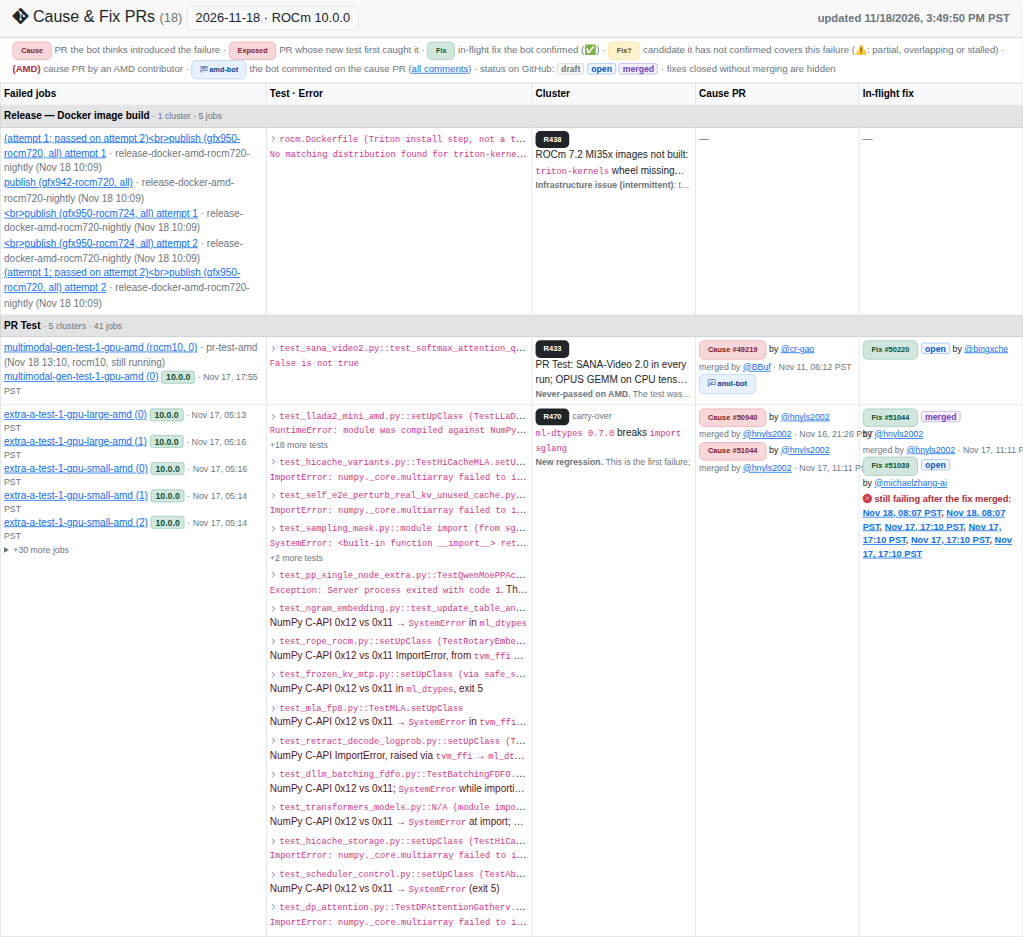 Cause & Fix PRs (18) 2026-11-18 · ROCm 10.0.0 updated 11/18/2026, 3:49:50 PM PST
Cause PR the bot thinks introduced the failure · Exposed PR whose new test first caught it · Fix in-flight fix the bot confirmed (✅) · Fix? candidate it has not confirmed covers this failure (⚠️: partial, overlapping or stalled) ·
(AMD) cause PR by an AMD contributor · amd-bot the bot commented on the cause PR (all comments) · status on GitHub: draft open merged · fixes closed without merging are hidden
Failed jobs Test · Error Cluster Cause PR In-flight fix
Release — Docker image build · 1 cluster · 5 jobs
(attempt 1; passed on attempt 2)<br>publish (gfx950-
rocm720, all) attempt 1 · release-docker-amd-rocm720-
nightly (Nov 18 10:09)
publish (gfx942-rocm720, all) · release-docker-amd-
rocm720-nightly (Nov 18 10:09)
<br>publish (gfx950-rocm724, all) attempt 1 · release-
docker-amd-rocm720-nightly (Nov 18 10:09)
<br>publish (gfx950-rocm724, all) attempt 2 · release-
docker-amd-rocm720-nightly (Nov 18 10:09)
(attempt 1; passed on attempt 2)<br>publish (gfx950-
rocm720, all) attempt 2 · release-docker-amd-rocm720-
nightly (Nov 18 10:09)
rocm.Dockerfile (Triton install step, not a t…
No matching distribution found for triton-kerne…
R438
ROCm 7.2 MI35x images not built:
triton-kernels wheel missing…
Infrastructure issue (intermittent): t…
—
—
PR Test · 5 clusters · 41 jobs
multimodal-gen-test-1-gpu-amd (rocm10, 0) · pr-test-amd
(Nov 18 13:10, rocm10, still running)
multimodal-gen-test-1-gpu-amd (0) 10.0.0 · Nov 17, 17:55
PST
test_sana_video2.py::test_softmax_attention_q…
False is not true
R433
PR Test: SANA-Video 2.0 in every
run; OPUS GEMM on CPU tens…
Never-passed on AMD. The test was…
Cause #49219 by @cr-gao
merged by @BBuf · Nov 11, 06:12 PST
amd-bot
Fix #50220 open by @bingxche
extra-a-test-1-gpu-large-amd (0) 10.0.0 · Nov 17, 05:13
PST
extra-a-test-1-gpu-large-amd (1) 10.0.0 · Nov 17, 05:16
PST
extra-a-test-1-gpu-small-amd (0) 10.0.0 · Nov 17, 05:16
PST
extra-a-test-1-gpu-small-amd (1) 10.0.0 · Nov 17, 05:14
PST
extra-a-test-1-gpu-small-amd (2) 10.0.0 · Nov 17, 05:14
PST
+30 more jobs
test_llada2_mini_amd.py::setUpClass (TestLLaD…
RuntimeError: module was compiled against NumPy…
+18 more tests
test_hicache_variants.py::TestHiCacheMLA.setU…
ImportError: numpy._core.multiarray failed to i…
test_self_e2e_perturb_real_kv_unused_cache.py…
ImportError: numpy._core.multiarray failed to i…
test_sampling_mask.py::module import (from sg…
SystemError: <built-in function __import__> ret…
+2 more tests
test_pp_single_node_extra.py::TestQwenMoePPAc…
Exception: Server process exited with code 1. Th…
test_ngram_embedding.py::test_update_table_an…
NumPy C-API 0x12 vs 0x11 → SystemError in ml_dtypes
test_rope_rocm.py::setUpClass (TestRotaryEmbe…
NumPy C-API 0x12 vs 0x11 ImportError, from tvm_ffi …
test_frozen_kv_mtp.py::setUpClass (via safe_s…
NumPy C-API 0x12 vs 0x11 in ml_dtypes, exit 5
test_mla_fp8.py::TestMLA.setUpClass
NumPy C-API 0x12 vs 0x11 → SystemError in tvm_ffi…
test_retract_decode_logprob.py::setUpClass (T…
NumPy C-API ImportError, raised via tvm_ffi → ml_dt…
test_dllm_batching_fdfo.py::TestBatchingFDFO.…
NumPy C-API 0x12 vs 0x11; SystemError while importi…
test_transformers_models.py::N/A (module impo…
NumPy C-API 0x12 vs 0x11 → SystemError at import; …
test_hicache_storage.py::setUpClass (TestHiCa…
ImportError: numpy._core.multiarray failed to i…
test_scheduler_control.py::setUpClass (TestAb…
NumPy C-API 0x12 vs 0x11 → SystemError (exit 5)
test_dp_attention.py::TestDPAttentionGatherv.…
ImportError: numpy._core.multiarray failed to i…
R470 carry-over
ml-dtypes 0.7.0 breaks import
sglang
New regression. This is the first failure;
Cause #50940 by @hnyls2002
merged by @hnyls2002 · Nov 16, 21:26 PST
Cause #51044 by @hnyls2002
merged by @hnyls2002 · Nov 17, 11:11 PS
Fix #51044 merged
by @hnyls2002
merged by @hnyls2002 · Nov 17, 11:11 P
Fix #51039 open
by @michaelzhang-ai
still failing after the fix merged:
Nov 18, 08:07 PST, Nov 18, 08:07
PST, Nov 17, 17:10 PST, Nov 17,
17:10 PST, Nov 17, 17:10 PST, Nov
17, 17:10 PST